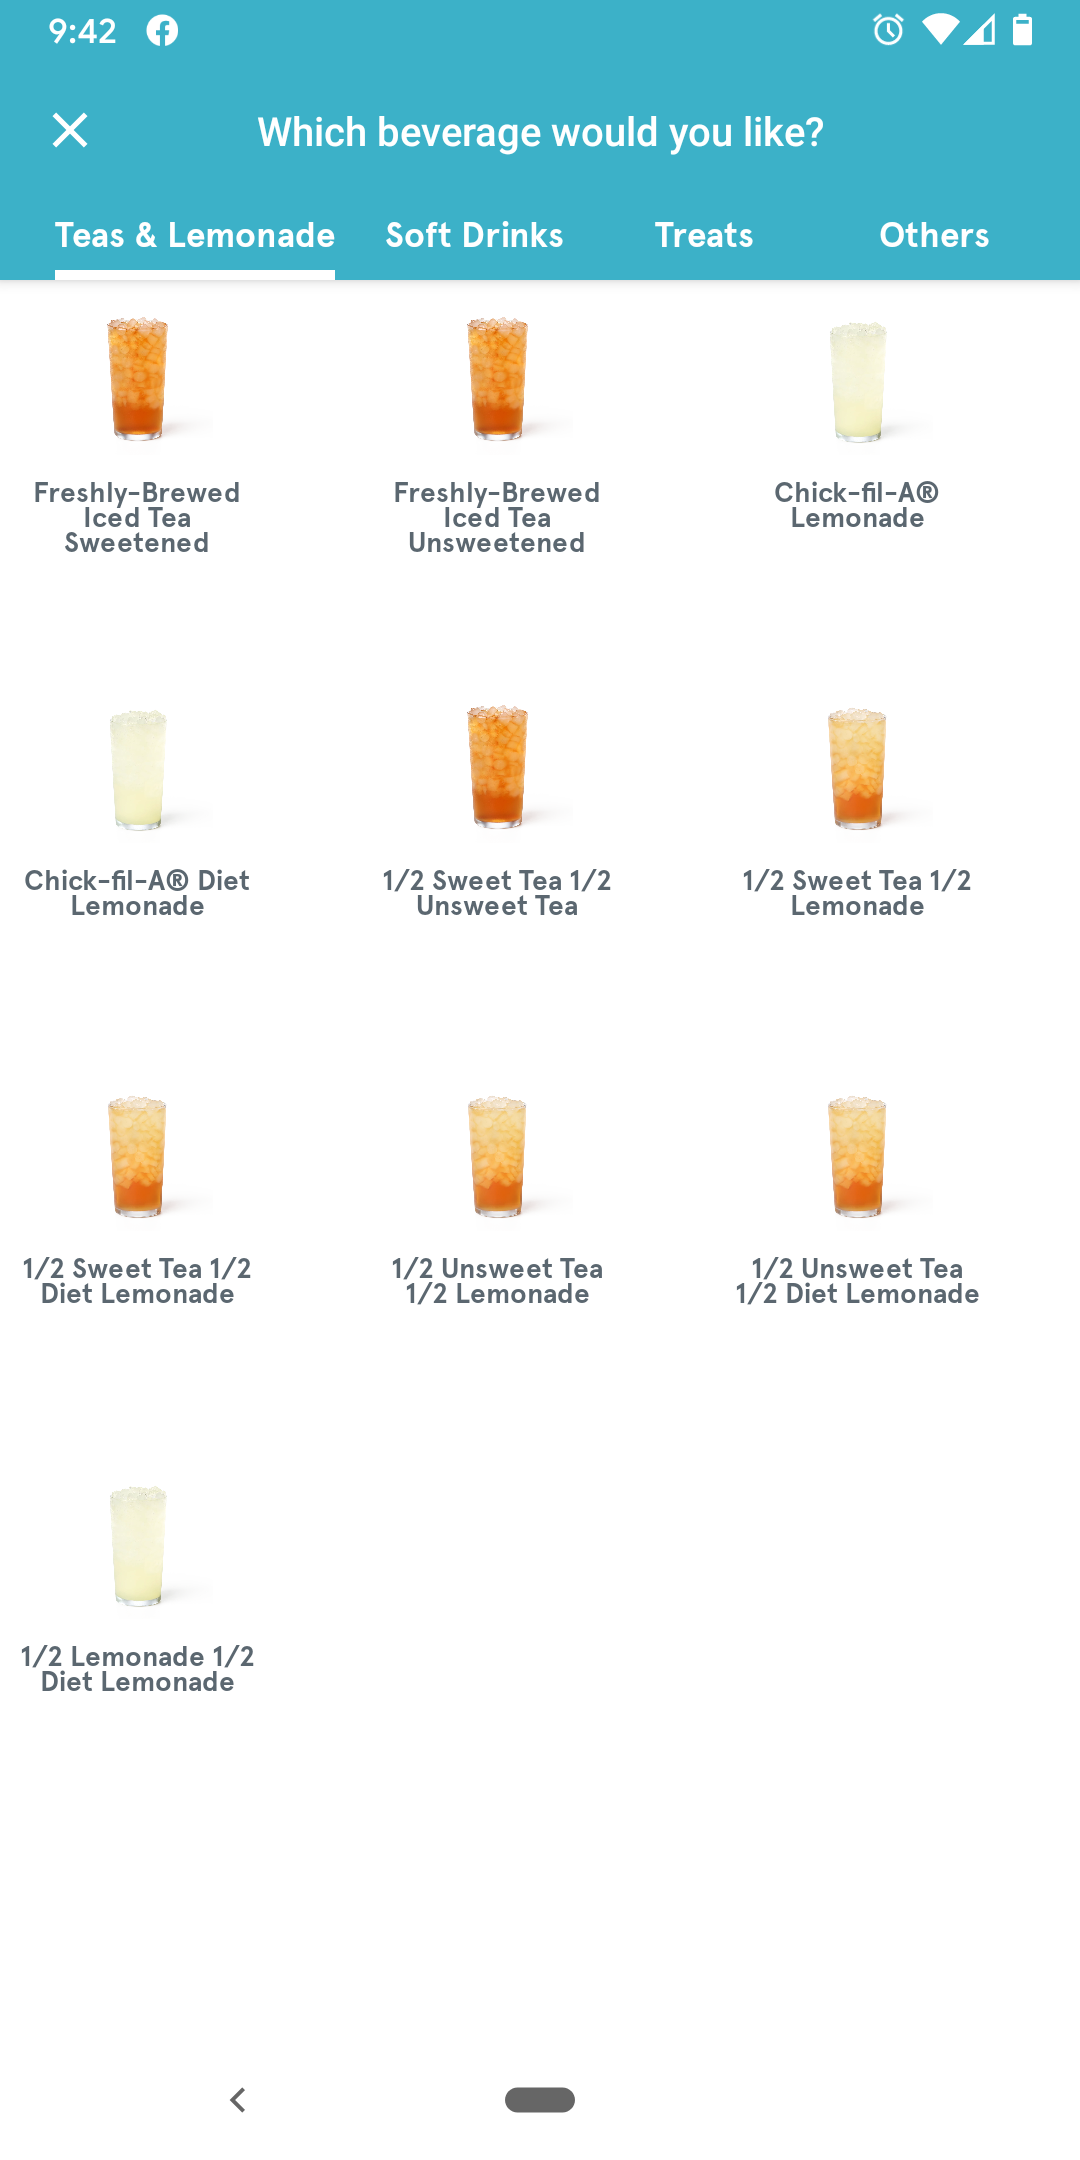 9:42
Which beverage would you like?
Teas & Lemonade
Soft Drinks
Treats
Others
Freshly-Brewed
Iced Tea
Sweetened
Freshly-Brewed
Iced Tea
Unsweetened
Chick-fil-A®
Lemonade
Chick-fil-A® Diet
Lemonade
1/2 Sweet Tea 1/2
Unsweet Tea
1/2 Sweet Tea 1/2
Lemonade
1/2 Sweet Tea 1/2
Diet Lemonade
1/2 Unsweet Tea
1/2 Lemonade
1/2 Unsweet Tea
1/2 Diet Lemonade
1/2 Lemonade 1/2
Diet Lemonade